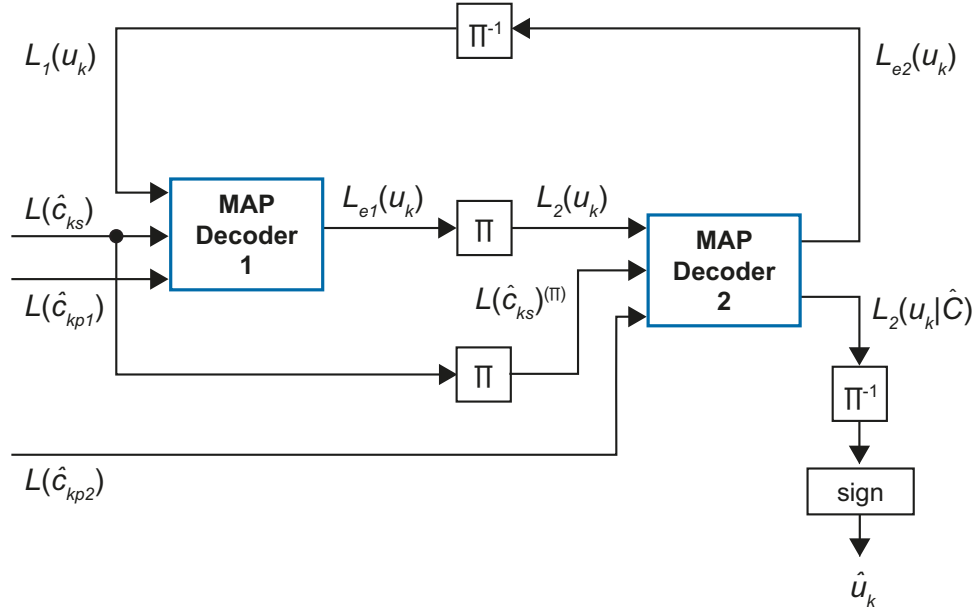 ∏⁻¹
L₁(uₖ)
Lₑ₂(uₖ)
MAP
Decoder
1
L(ĉₖₛ)
Lₑ₁(uₖ)
∏
L₂(uₖ)
MAP
Decoder
2
L(ĉₖₚ₁)
L(ĉₖₛ)⁽∏⁾
L₂(uₖ|Ĉ)
∏
∏⁻¹
L(ĉₖₚ₂)
sign
ûₖ